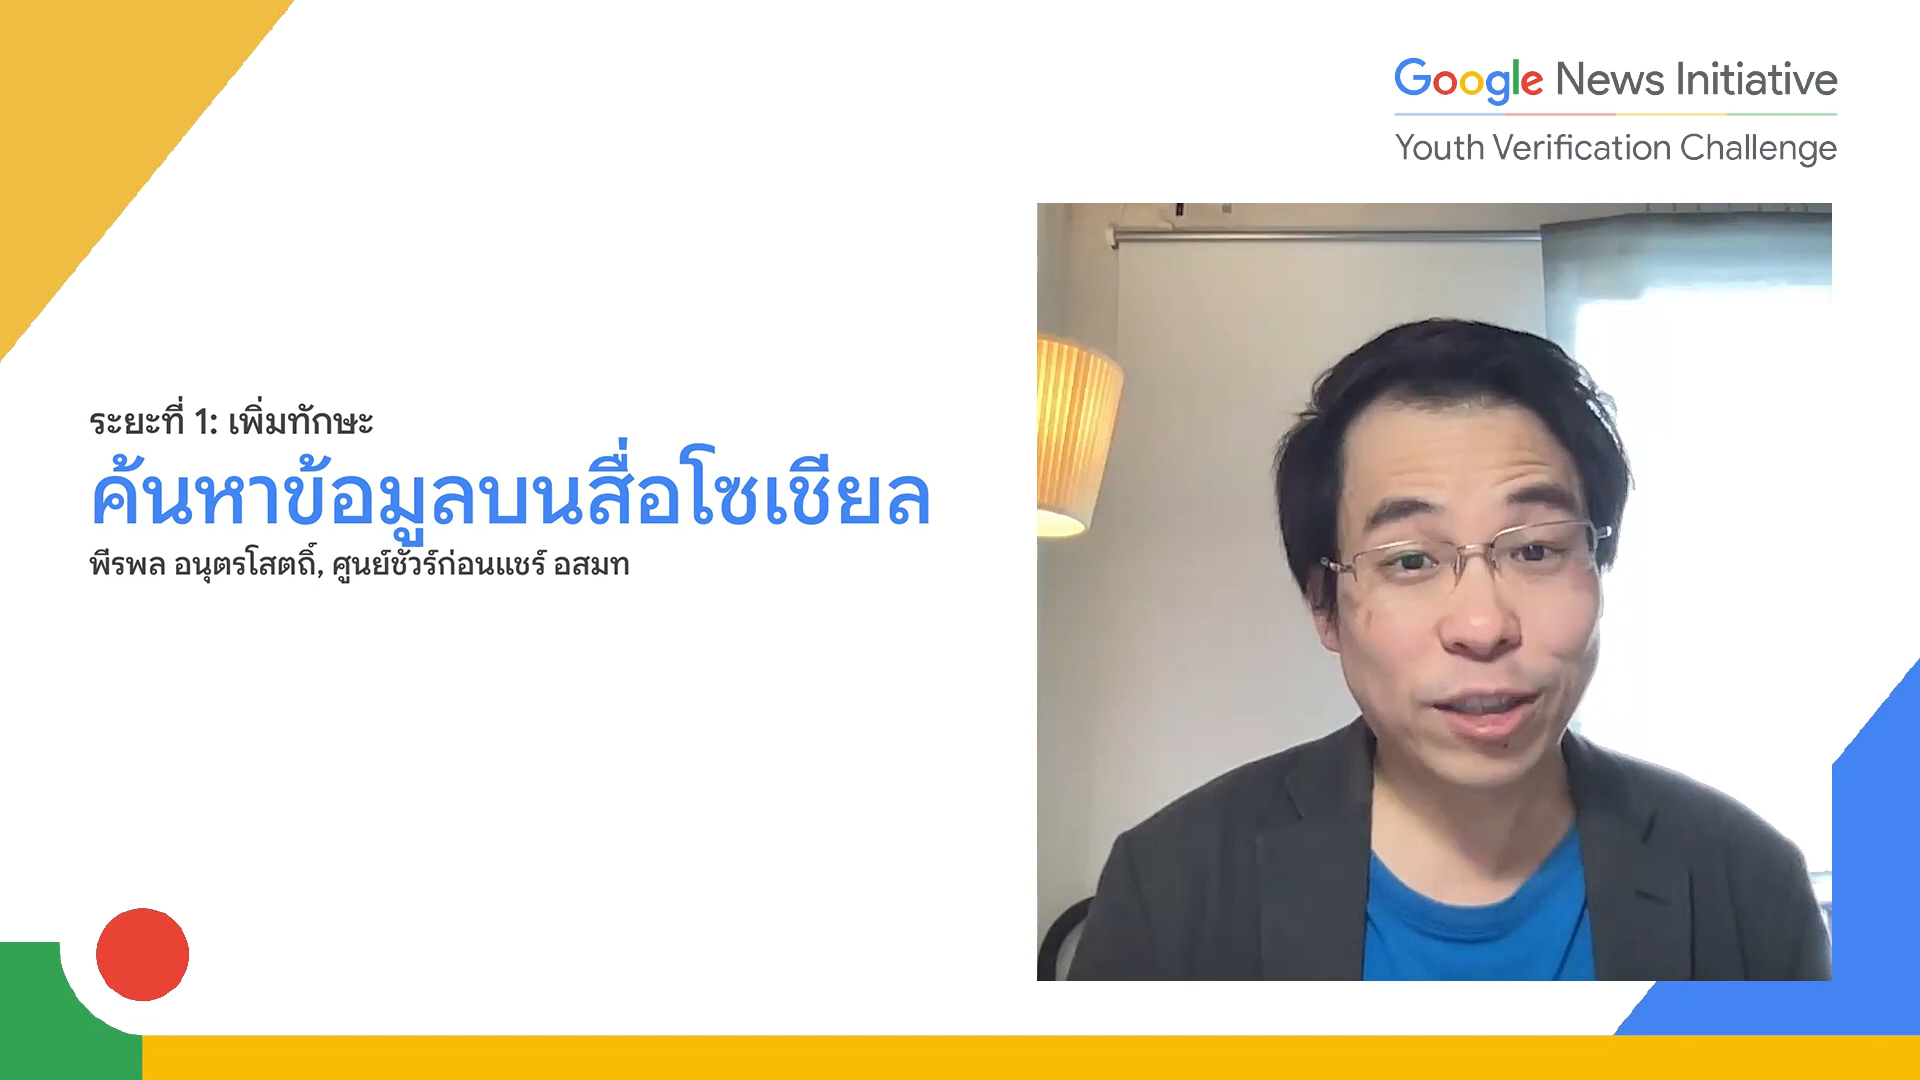 Google News Initiative
Youth Verification Challenge
ระยะที่ 1: เพิ่มทักษะ
ค้นหาข้อมูลบนสื่อโซเชียล
พีรพล อนุตรโสตถิ์, ศูนย์ชัวร์ก่อนแชร์ อสมท